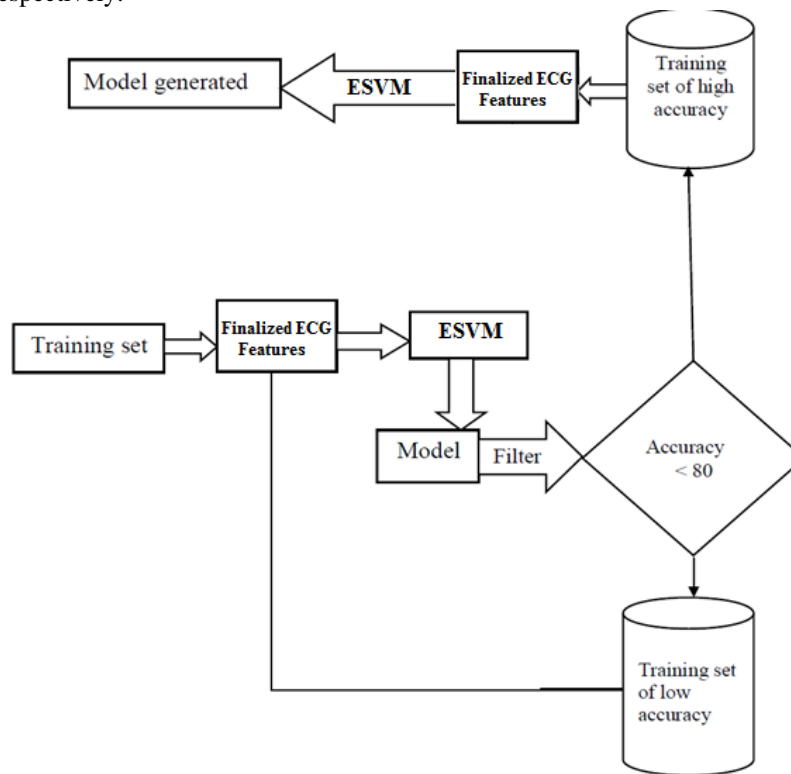 espectively.
Model generated
ESVM
Finalized ECG
Features
Training
set of high
accuracy
Training set
Finalized ECG
Features
ESVM
Model
Filter
Accuracy
< 80
Training set
of low
accuracy